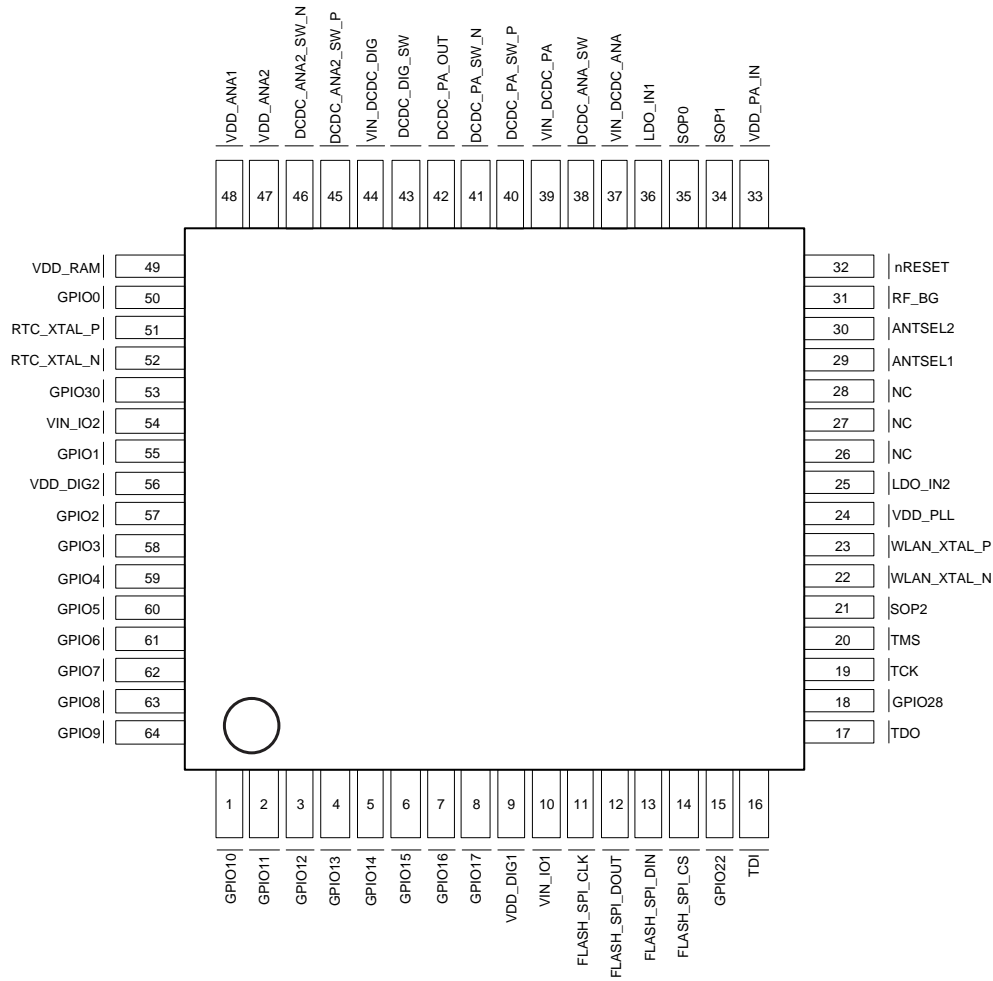 VDD_ANA1
VDD_ANA2
DCDC_ANA2_SW_N
DCDC_ANA2_SW_P
VIN_DCDC_DIG
DCDC_DIG_SW
DCDC_PA_OUT
DCDC_PA_SW_N
DCDC_PA_SW_P
VIN_DCDC_PA
DCDC_ANA_SW
VIN_DCDC_ANA
LDO_IN1
SOP0
SOP1
VDD_PA_IN
48 47 46 45 44 43 42 41 40 39 38 37 36 35 34 33
VDD_RAM 49
GPIO0 50
RTC_XTAL_P 51
RTC_XTAL_N 52
GPIO30 53
VIN_IO2 54
GPIO1 55
VDD_DIG2 56
GPIO2 57
GPIO3 58
GPIO4 59
GPIO5 60
GPIO6 61
GPIO7 62
GPIO8 63
GPIO9 64
32 nRESET
31 RF_BG
30 ANTSEL2
29 ANTSEL1
28 NC
27 NC
26 NC
25 LDO_IN2
24 VDD_PLL
23 WLAN_XTAL_P
22 WLAN_XTAL_N
21 SOP2
20 TMS
19 TCK
18 GPIO28
17 TDO
1 2 3 4 5 6 7 8 9 10 11 12 13 14 15 16
GPIO10
GPIO11
GPIO12
GPIO13
GPIO14
GPIO15
GPIO16
GPIO17
VDD_DIG1
VIN_IO1
FLASH_SPI_CLK
FLASH_SPI_DOUT
FLASH_SPI_DIN
FLASH_SPI_CS
GPIO22
TDI